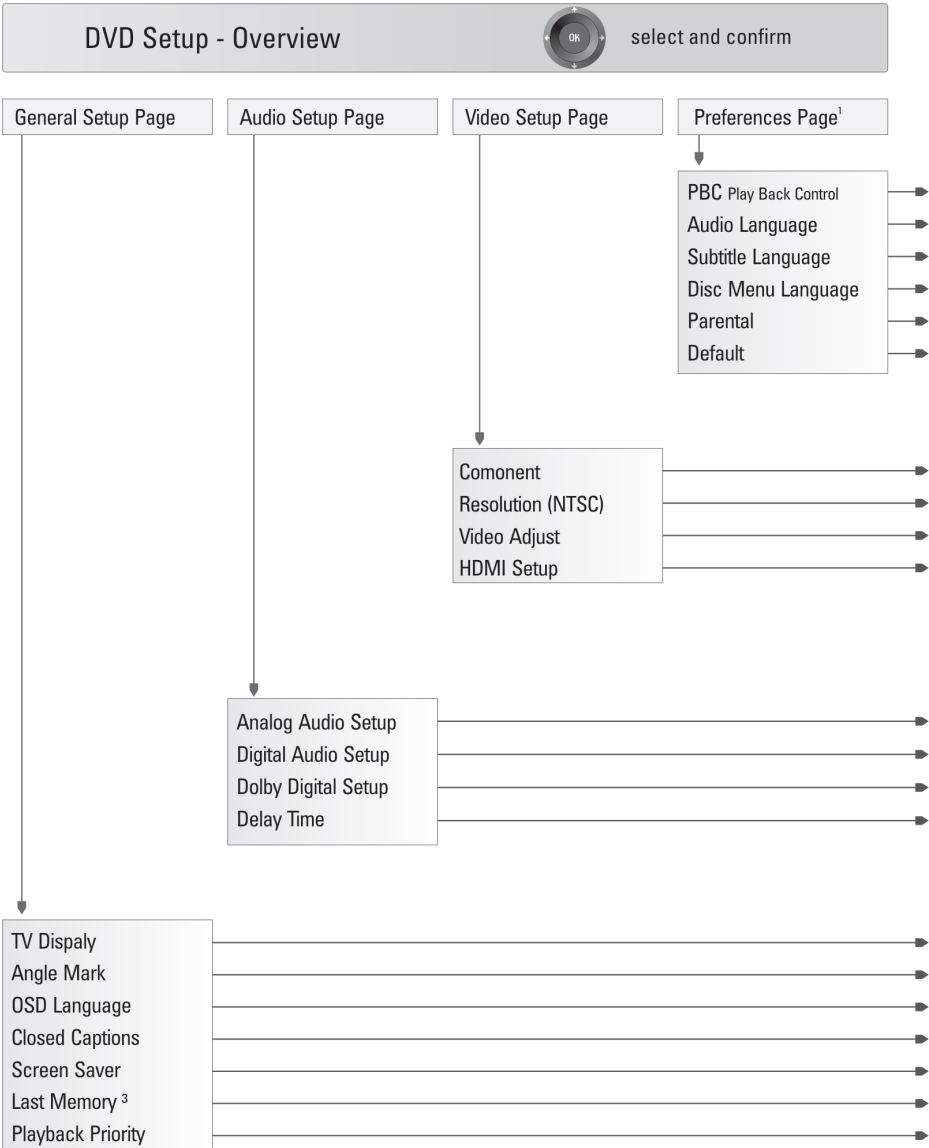 DVD Setup - Overview
OK
select and confirm
General Setup Page
Audio Setup Page
Video Setup Page
Preferences Page¹
PBC Play Back Control
Audio Language
Subtitle Language
Disc Menu Language
Parental
Default
Comonent
Resolution (NTSC)
Video Adjust
HDMI Setup
Analog Audio Setup
Digital Audio Setup
Dolby Digital Setup
Delay Time
TV Dispaly
Angle Mark
OSD Language
Closed Captions
Screen Saver
Last Memory ³
Playback Priority